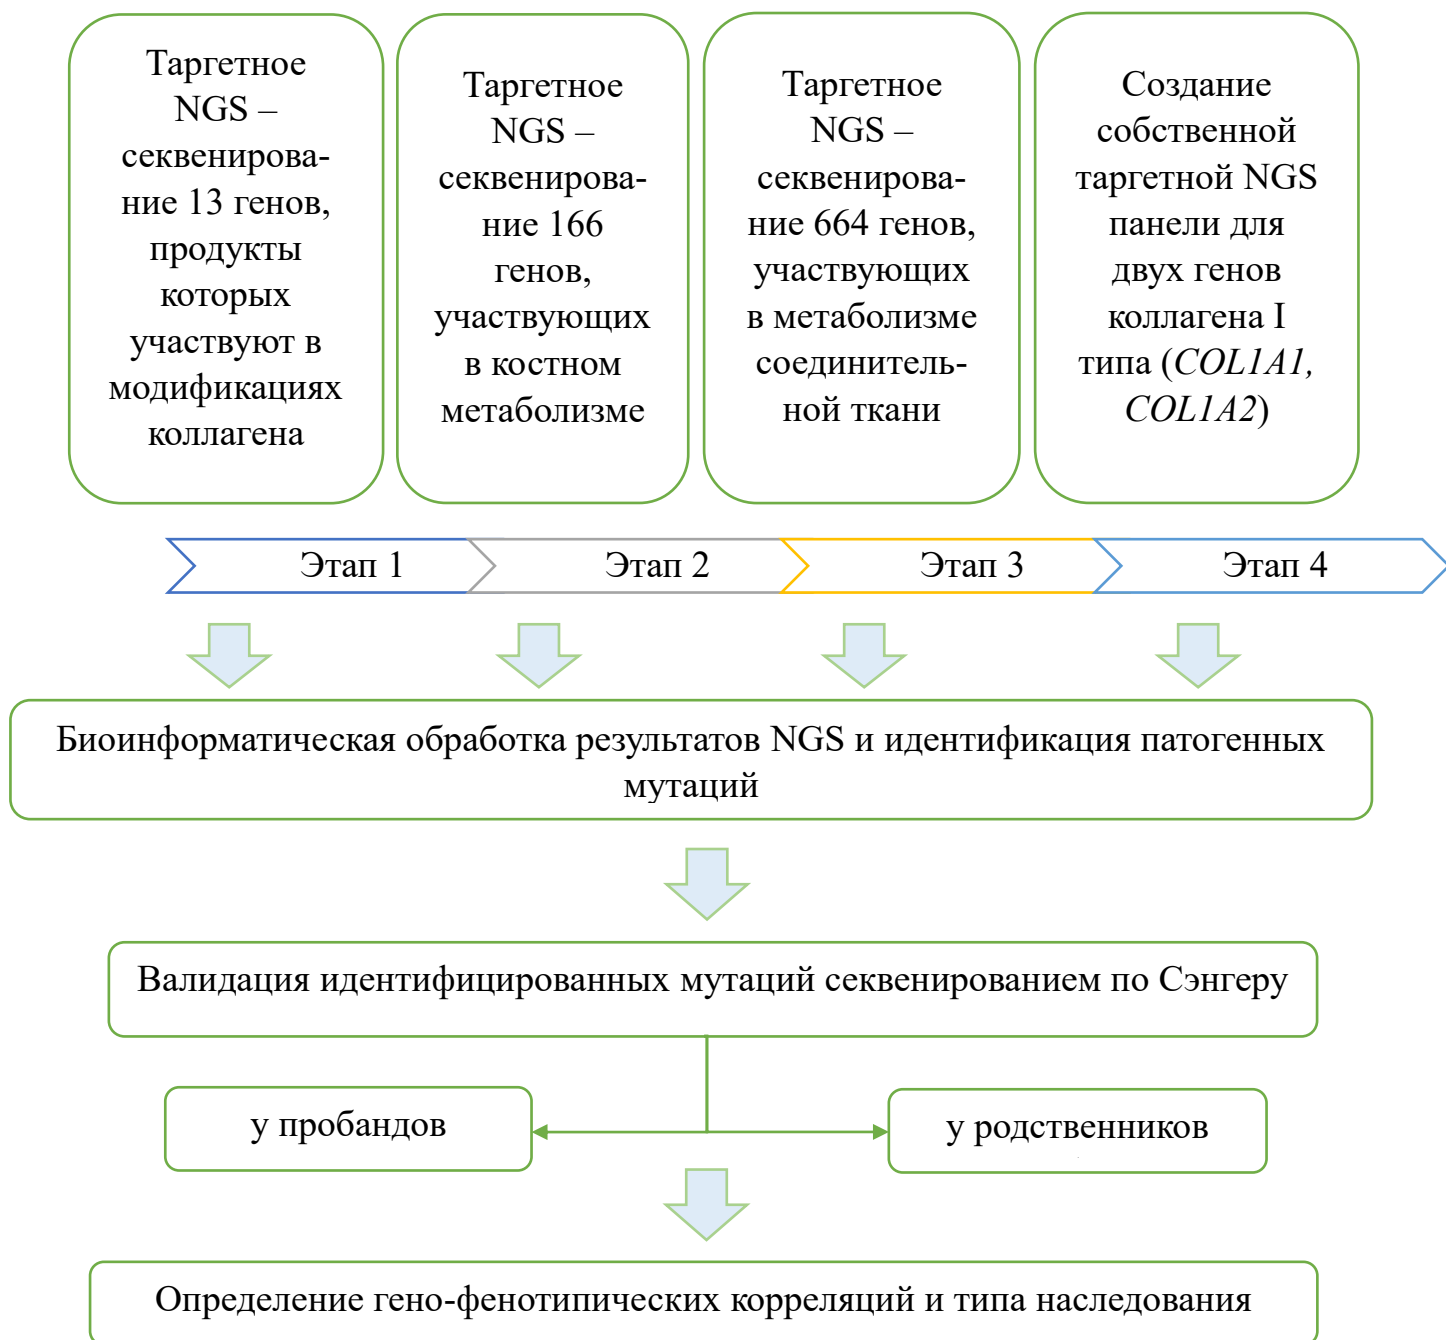 Таргетное
NGS –
секвенирова-
ние 13 генов,
продукты
которых
участвуют в
модификациях
коллагена
Таргетное
NGS –
секвенирова-
ние 166
генов,
участвующих
в костном
метаболизме
Таргетное
NGS –
секвенирова-
ние 664 генов,
участвующих
в метаболизме
соединитель-
ной ткани
Создание
собственной
таргетной NGS
панели для
двух генов
коллагена I
типа (COL1A1,
COL1A2)
Этап 1
Этап 2
Этап 3
Этап 4
Биоинформатическая обработка результатов NGS и идентификация патогенных
мутаций
Валидация идентифицированных мутаций секвенированием по Сэнгеру
у пробандов
у родственников
Определение гено-фенотипических корреляций и типа наследования